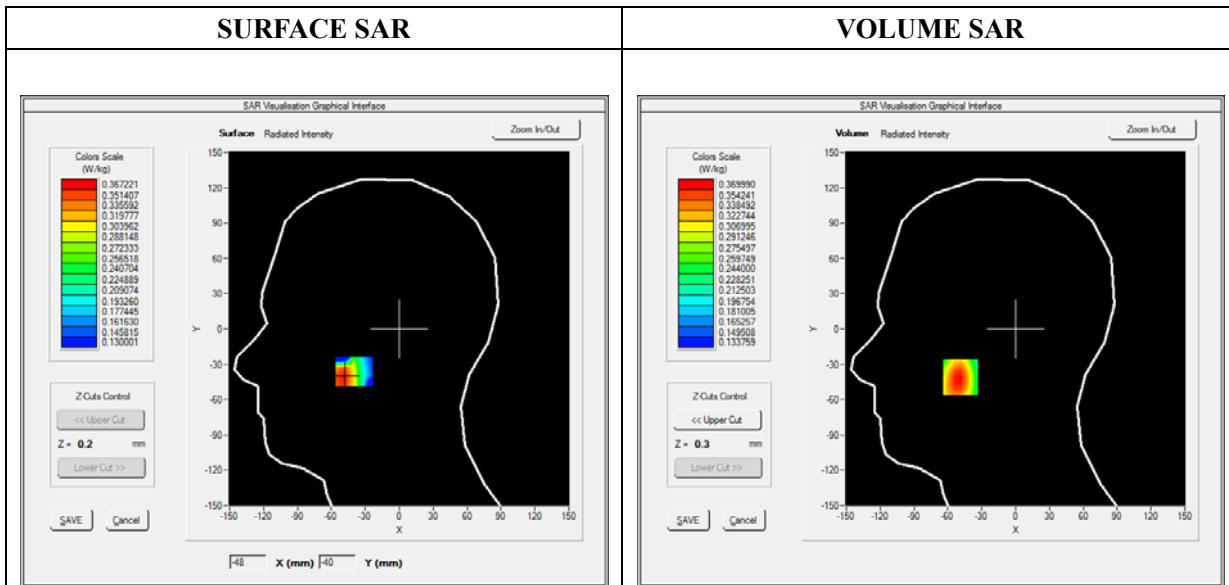 SURFACE SAR
VOLUME SAR
SAR Visualisation Graphical Interface
Surface Radiated Intensity
Zoom In/Out
Colors Scale
(W/kg)
0.367221
0.351407
0.335592
0.319777
0.303962
0.288148
0.272333
0.256518
0.240704
0.224889
0.209074
0.193260
0.177445
0.161630
0.145815
0.130001
Z-Cuts Control
<< Upper Cut
Z = 0.2 mm
Lower Cut >>
SAVE Cancel
150
120
90
60
30
0
-30
-60
-90
-120
-150
Y
-150 -120 -90 -60 -30 0 30 60 90 120 150
X
-48 X (mm) -40 Y (mm)
SAR Visualisation Graphical Interface
Volume Radiated Intensity
Zoom In/Out
Colors Scale
(W/kg)
0.369990
0.354241
0.338492
0.322744
0.306995
0.291246
0.275497
0.259749
0.244000
0.228251
0.212503
0.196754
0.181005
0.165257
0.149508
0.133759
Z-Cuts Control
<< Upper Cut
Z = 0.3 mm
Lower Cut >>
SAVE Cancel
150
120
90
60
30
0
-30
-60
-90
-120
-150
Y
-150 -120 -90 -60 -30 0 30 60 90 120 150
X